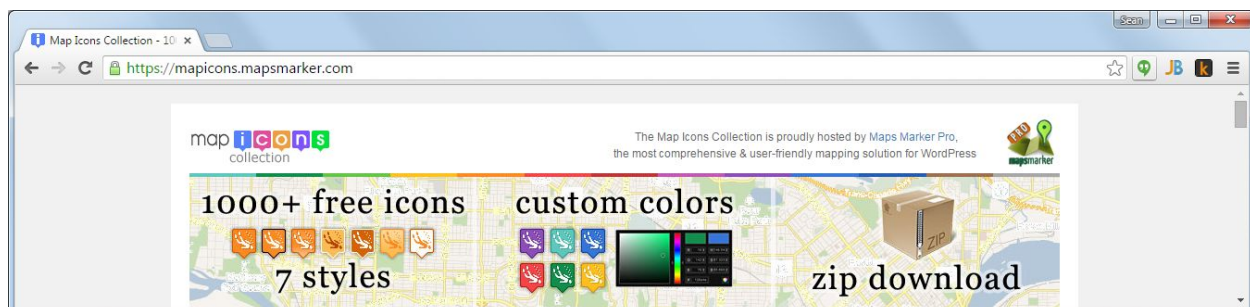 Sean
Map Icons Collection - 10
https://mapicons.mapsmarker.com
JB
k
map icons
collection
The Map Icons Collection is proudly hosted by Maps Marker Pro,
the most comprehensive & user-friendly mapping solution for WordPress
PRO
mapsmarker
1000+ free icons
7 styles
custom colors
ZIP
zip download